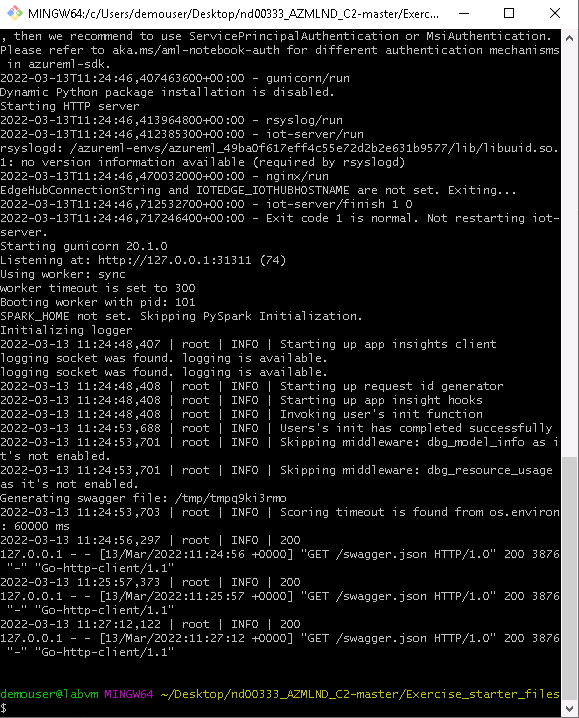 MINGW64:/c/Users/demouser/Desktop/nd00333_AZMLND_C2-master/Exerc...
, then we recommend to use ServicePrincipalAuthentication or MsiAuthentication.
Please refer to aka.ms/aml-notebook-auth for different authentication mechanisms
 in azureml-sdk.
2022-03-13T11:24:46,407463600+00:00 - gunicorn/run
Dynamic Python package installation is disabled.
Starting HTTP server
2022-03-13T11:24:46,413964800+00:00 - rsyslog/run
2022-03-13T11:24:46,412385300+00:00 - iot-server/run
rsyslogd: /azureml-envs/azureml_49ba0f617eff4c55e72d2b2e631b9577/lib/libuuid.so.
1: no version information available (required by rsyslogd)
2022-03-13T11:24:46,470032000+00:00 - nginx/run
EdgeHubConnectionString and IOTEDGE_IOTHUBHOSTNAME are not set. Exiting...
2022-03-13T11:24:46,712532700+00:00 - iot-server/finish 1 0
2022-03-13T11:24:46,717246400+00:00 - Exit code 1 is normal. Not restarting iot-
server.
Starting gunicorn 20.1.0
Listening at: http://127.0.0.1:31311 (74)
Using worker: sync
worker timeout is set to 300
Booting worker with pid: 101
SPARK_HOME not set. Skipping PySpark Initialization.
Initializing logger
2022-03-13 11:24:48,407 | root | INFO | Starting up app insights client
logging socket was found. logging is available.
logging socket was found. logging is available.
2022-03-13 11:24:48,408 | root | INFO | Starting up request id generator
2022-03-13 11:24:48,408 | root | INFO | Starting up app insight hooks
2022-03-13 11:24:48,408 | root | INFO | Invoking user's init function
2022-03-13 11:24:53,688 | root | INFO | Users's init has completed successfully
2022-03-13 11:24:53,701 | root | INFO | Skipping middleware: dbg_model_info as i
t's not enabled.
2022-03-13 11:24:53,701 | root | INFO | Skipping middleware: dbg_resource_usage
as it's not enabled.
Generating swagger file: /tmp/tmpq9ki3rmo
2022-03-13 11:24:53,703 | root | INFO | Scoring timeout is found from os.environ
: 60000 ms
2022-03-13 11:24:56,297 | root | INFO | 200
127.0.0.1 - - [13/Mar/2022:11:24:56 +0000] "GET /swagger.json HTTP/1.0" 200 3876
 "-" "Go-http-client/1.1"
2022-03-13 11:25:57,373 | root | INFO | 200
127.0.0.1 - - [13/Mar/2022:11:25:57 +0000] "GET /swagger.json HTTP/1.0" 200 3876
 "-" "Go-http-client/1.1"
2022-03-13 11:27:12,122 | root | INFO | 200
127.0.0.1 - - [13/Mar/2022:11:27:12 +0000] "GET /swagger.json HTTP/1.0" 200 3876
 "-" "Go-http-client/1.1"
demouser@labvm MINGW64 ~/Desktop/nd00333_AZMLND_C2-master/Exercise_starter_files
$